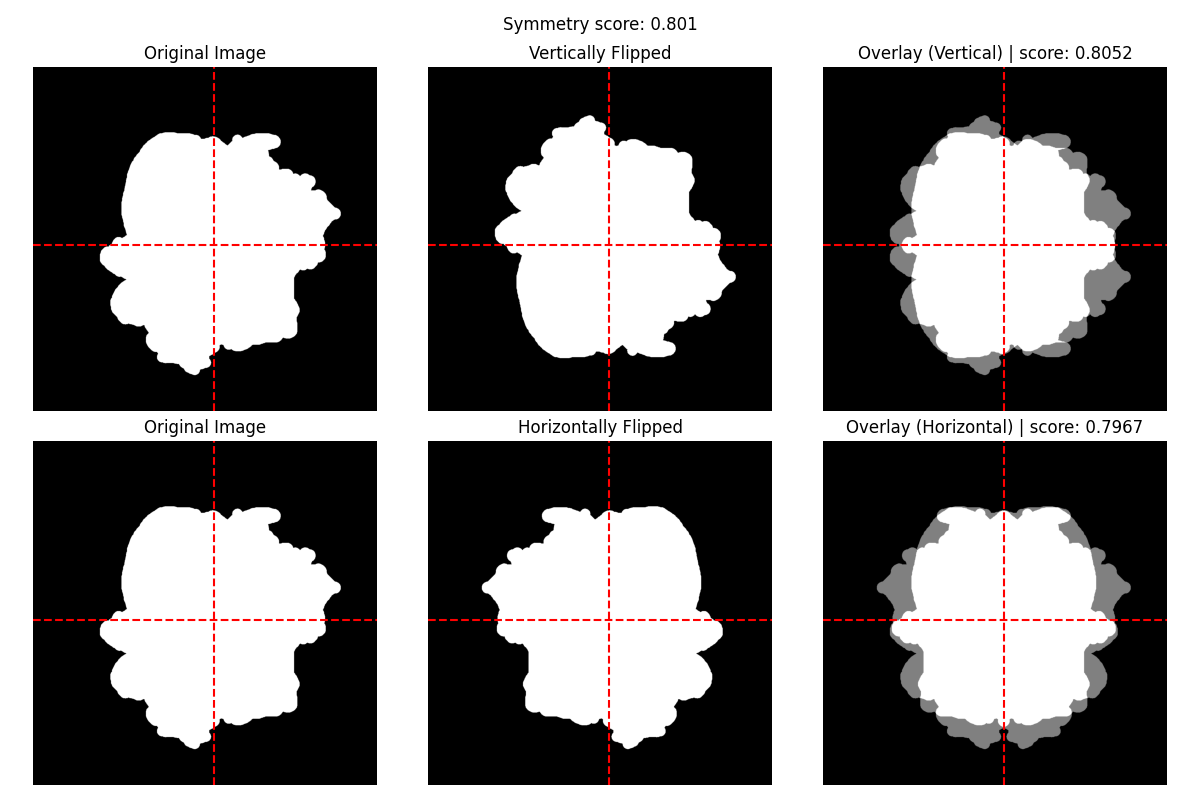 Symmetry score: 0.801
Original Image
Vertically Flipped
Overlay (Vertical) | score: 0.8052
Original Image
Horizontally Flipped
Overlay (Horizontal) | score: 0.7967